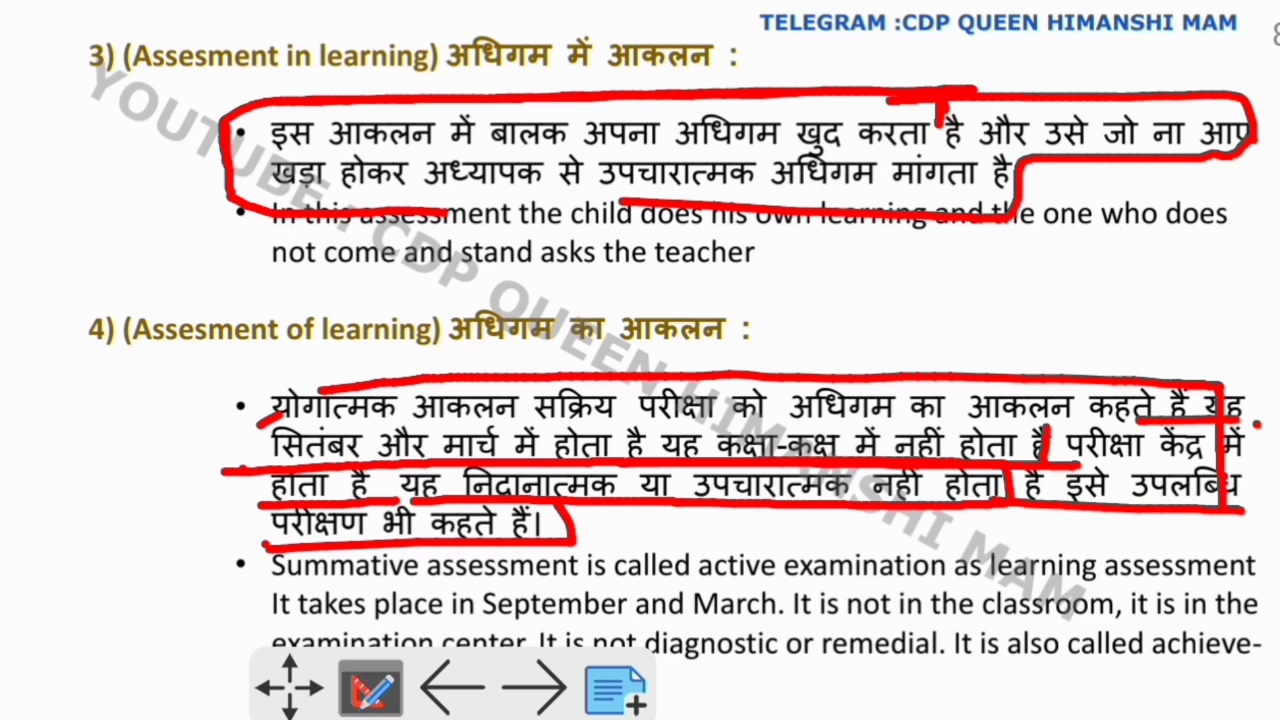 TELEGRAM :CDP QUEEN HIMANSHI MAM
8
3) (Assesment in learning) अधिगम में आकलन :
• इस आकलन में बालक अपना अधिगम खुद करता है और उसे जो ना आए
खड़ा होकर अध्यापक से उपचारात्मक अधिगम मांगता है
• In this assessment the child does his own learning and the one who does
not come and stand asks the teacher
4) (Assesment of learning) अधिगम का आकलन :
• योगात्मक आकलन सक्रिय परीक्षा को अधिगम का आकलन कहते हैं यह
सितंबर और मार्च में होता है यह कक्षा-कक्ष में नहीं होता है परीक्षा केंद्र में
होता है यह निदानात्मक या उपचारात्मक नहीं होता है इसे उपलब्धि
परीक्षण भी कहते हैं।
• Summative assessment is called active examination as learning assessment
It takes place in September and March. It is not in the classroom, it is in the
examination center. It is not diagnostic or remedial. It is also called achieve-
YOUTUBE : CDP QUEEN HIMANSHI MAM